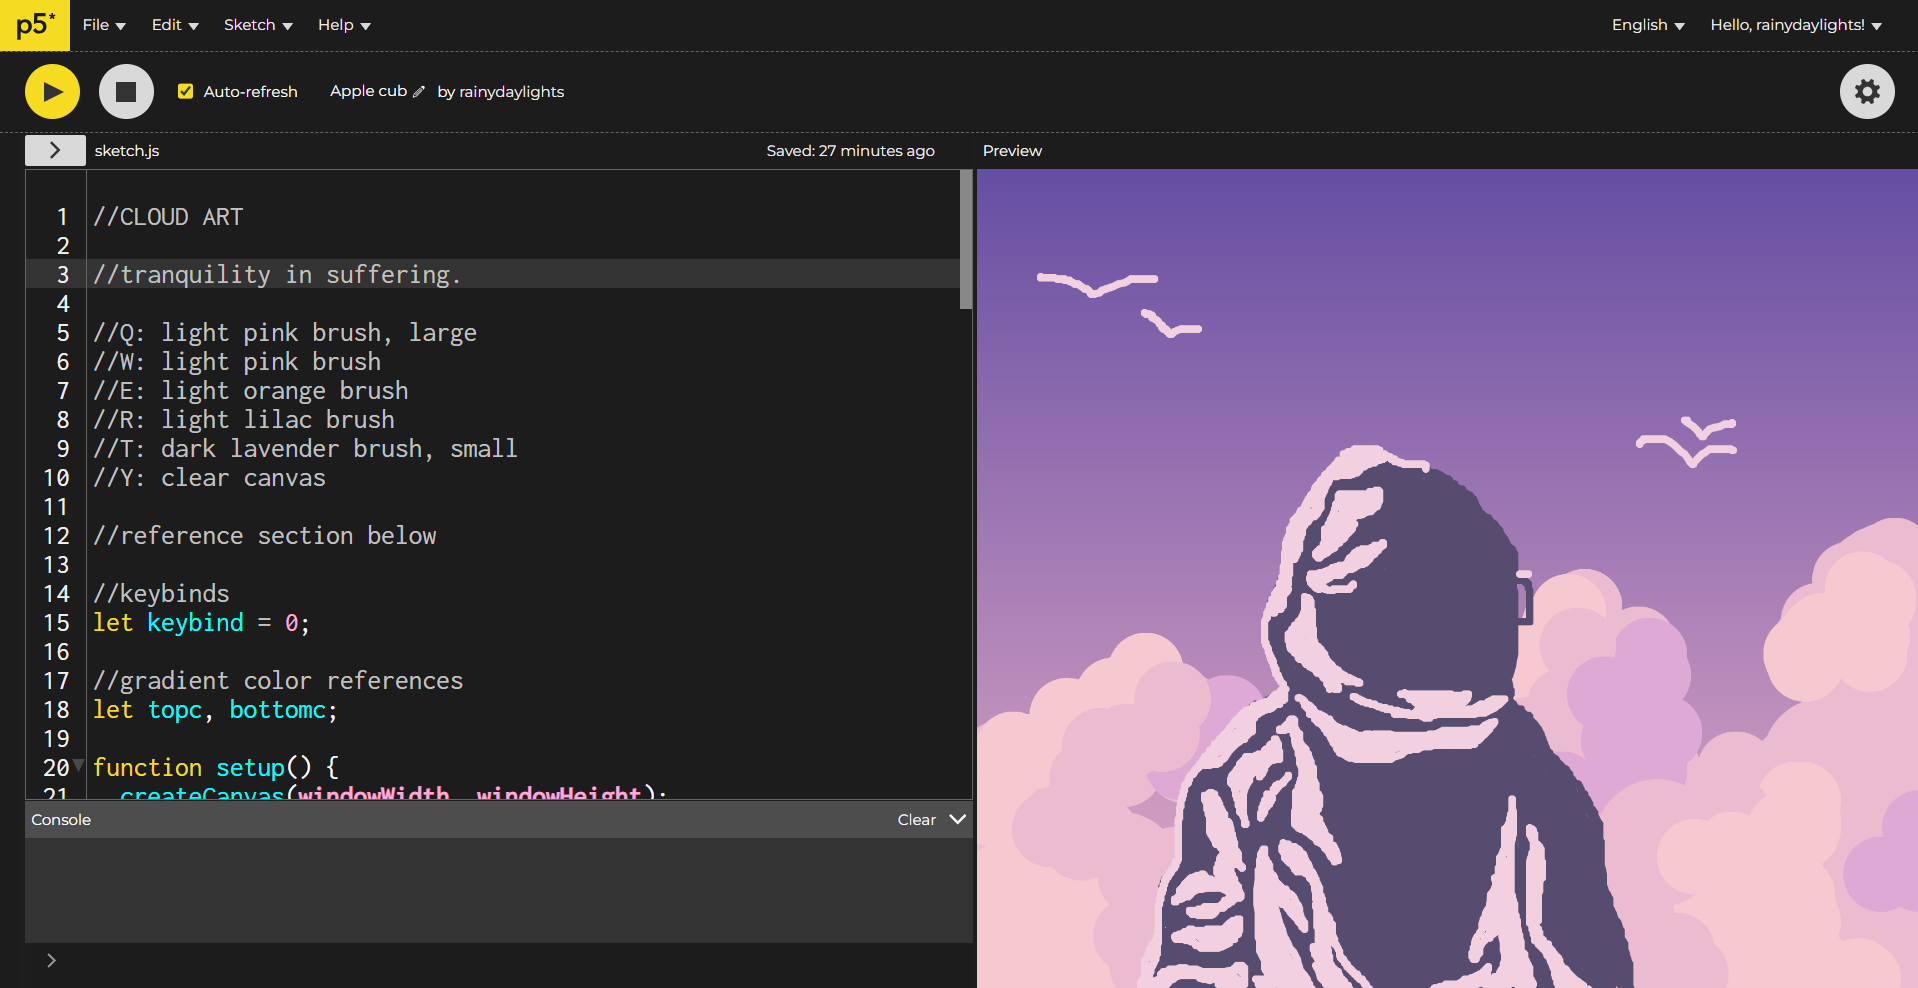 p5*
File Edit Sketch Help English Hello, rainydaylights!
Auto-refresh Apple cub by rainydaylights
sketch.js Saved: 27 minutes ago Preview
1 //CLOUD ART
2
3 //tranquility in suffering.
4
5 //Q: light pink brush, large
6 //W: light pink brush
7 //E: light orange brush
8 //R: light lilac brush
9 //T: dark lavender brush, small
10 //Y: clear canvas
11
12 //reference section below
13
14 //keybinds
15 let keybind = 0;
16
17 //gradient color references
18 let topc, bottomc;
19
20 function setup() {
21 createCanvas(windowWidth, windowHeight);
Console Clear